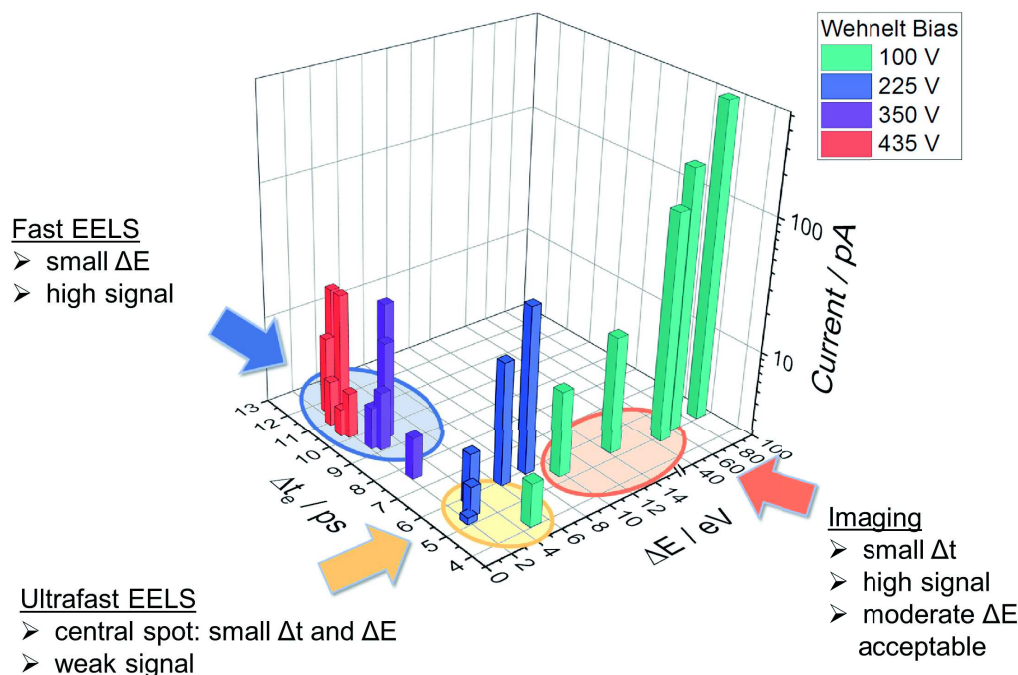 Wehnelt Bias
100 V
225 V
350 V
435 V
Fast EELS
➢ small ΔE
➢ high signal
100
10
Current / pA
13
12
11
10
9
8
7
6
5
4
Δte / ps
0
2
4
6
8
10
12
14
40
60
80
100
ΔE / eV
Ultrafast EELS
➢ central spot: small Δt and ΔE
➢ weak signal
Imaging
➢ small Δt
➢ high signal
➢ moderate ΔE
acceptable